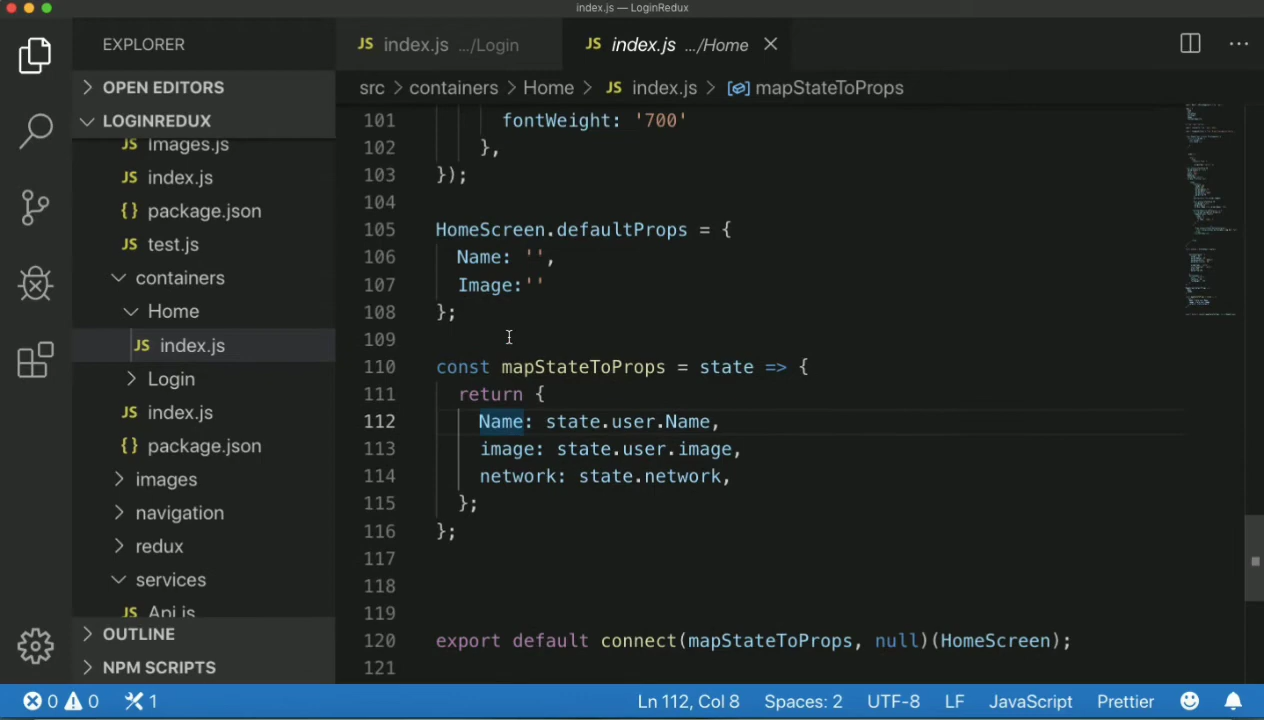 index.js — LoginRedux
EXPLORER
OPEN EDITORS
LOGINREDUX
Images.js
index.js
package.json
test.js
containers
Home
JS index.js
Login
JS index.js
{} package.json
images
navigation
redux
services
JS Api.js
OUTLINE
NPM SCRIPTS
JS index.js .../Login
JS index.js .../Home
src > containers > Home > JS index.js > mapStateToProps
101 fontWeight: '700'
102 },
103 });
104
105 HomeScreen.defaultProps = {
106 Name: '',
107 Image:''
108 };
109
110 const mapStateToProps = state => {
111 return {
112 Name: state.user.Name,
113 image: state.user.image,
114 network: state.network,
115 };
116 };
117
118
119
120 export default connect(mapStateToProps, null)(HomeScreen);
121
0 0 1 Ln 112, Col 8 Spaces: 2 UTF-8 LF JavaScript Prettier